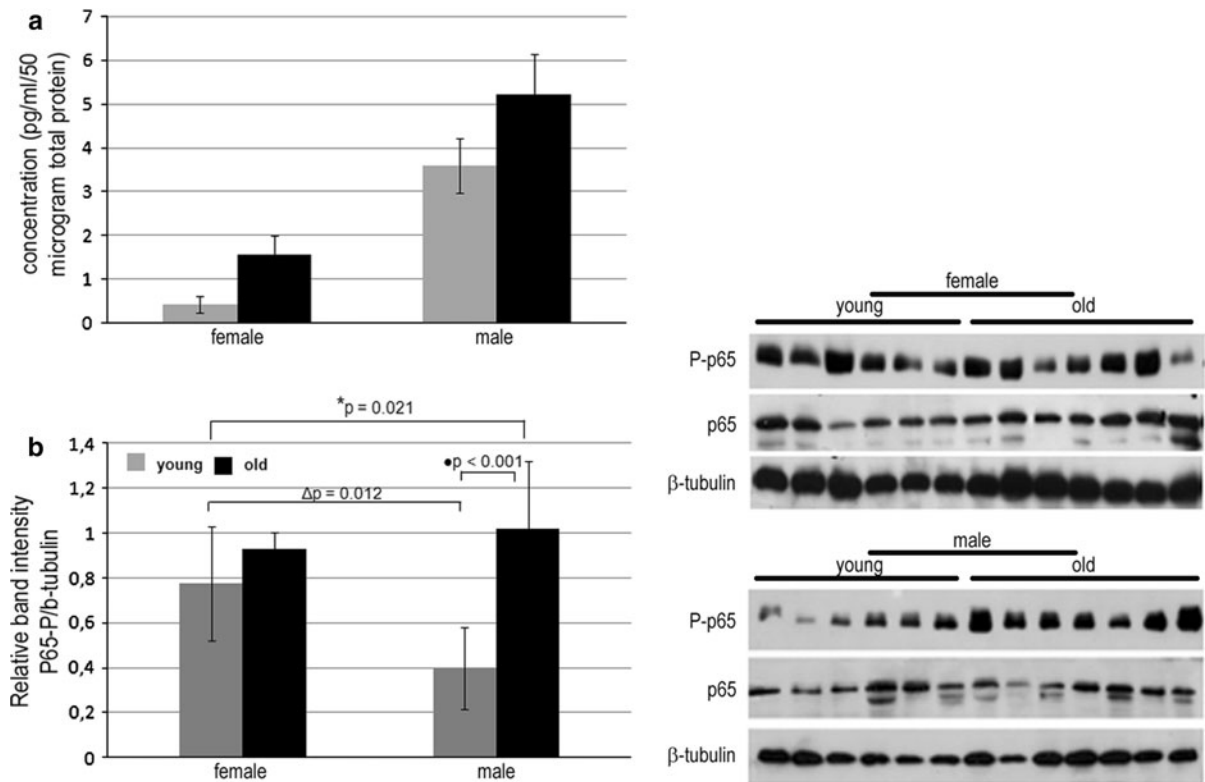 a
7
6
5
4
3
2
1
0
concentration (pg/ml/50
microgram total protein)
female
male
b
*p = 0.021
1,4
young
old
●p < 0.001
1,2
Δp = 0.012
1
0,8
0,6
0,4
0,2
0
Relative band intensity
P65-P/b-tubulin
female
male
female
young
old
P-p65
p65
β-tubulin
male
young
old
P-p65
p65
β-tubulin